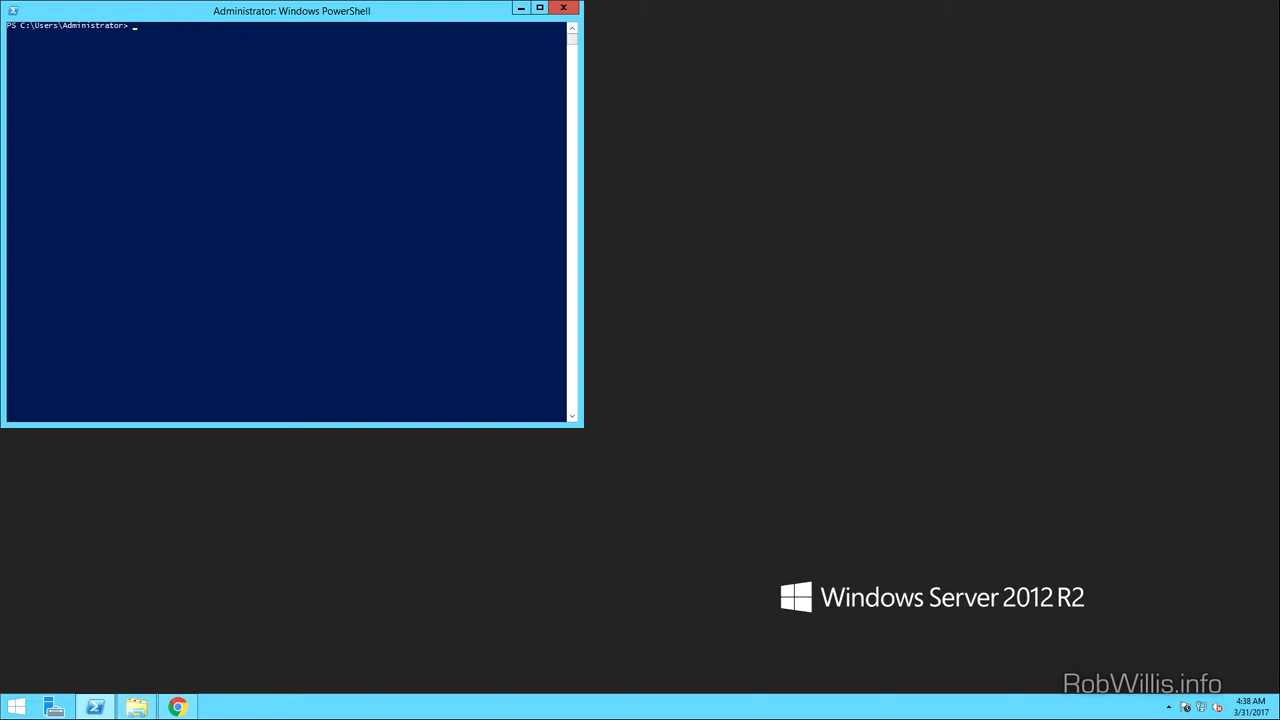 Administrator: Windows PowerShell
PS C:\Users\Administrator> _
Windows Server 2012 R2
RobWillis.info
4:38 AM
3/31/2017